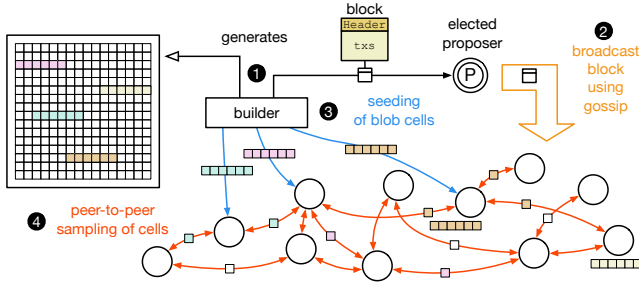 block
generates
Header
txs
elected
proposer
P
2
broadcast
block
using
gossip
1
builder
3
seeding
of blob cells
4
peer-to-peer
sampling of cells